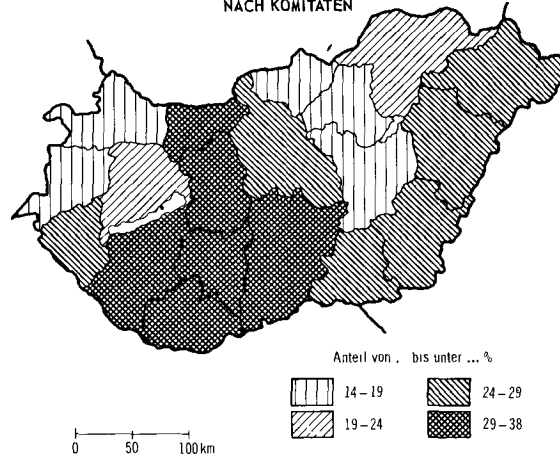 NACH KOMITATEN
Anteil von . bis unter ... %
14–19
24–29
19–24
29–38
0 50 100 km